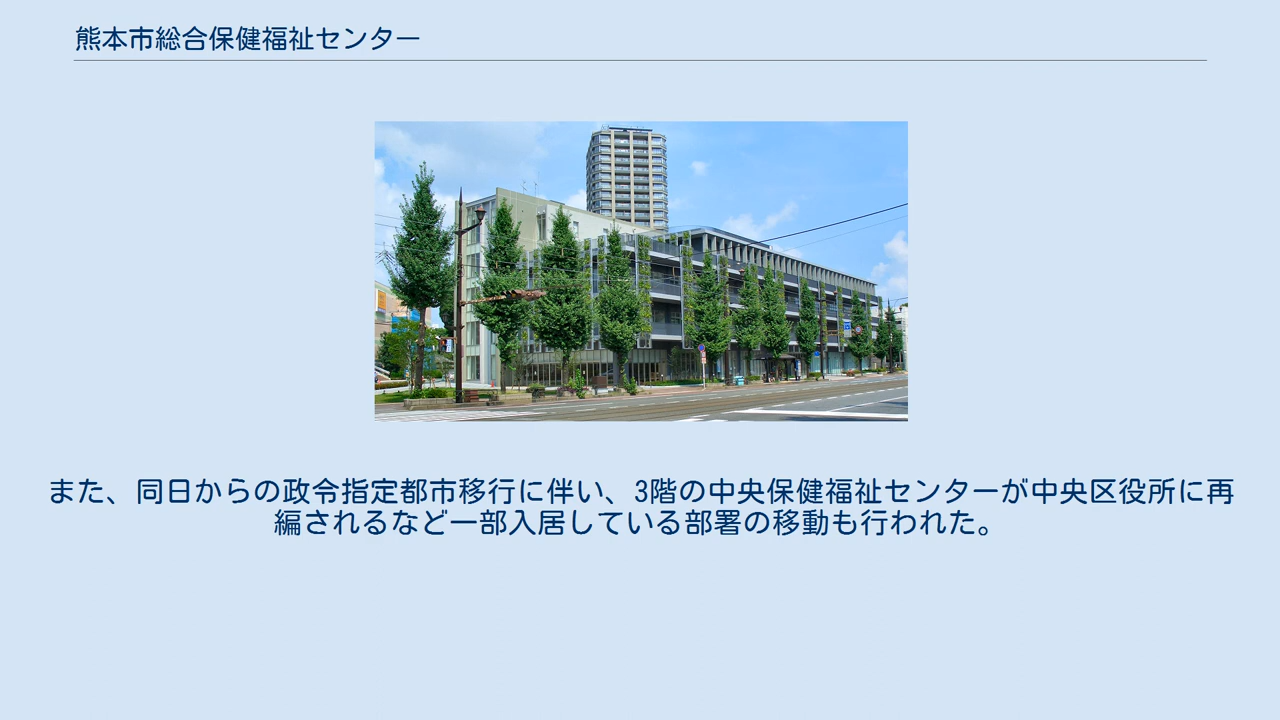 熊本市総合保健福祉センター
また、同日からの政令指定都市移行に伴い、3階の中央保健福祉センターが中央区役所に再
編されるなど一部入居している部署の移動も行われた。